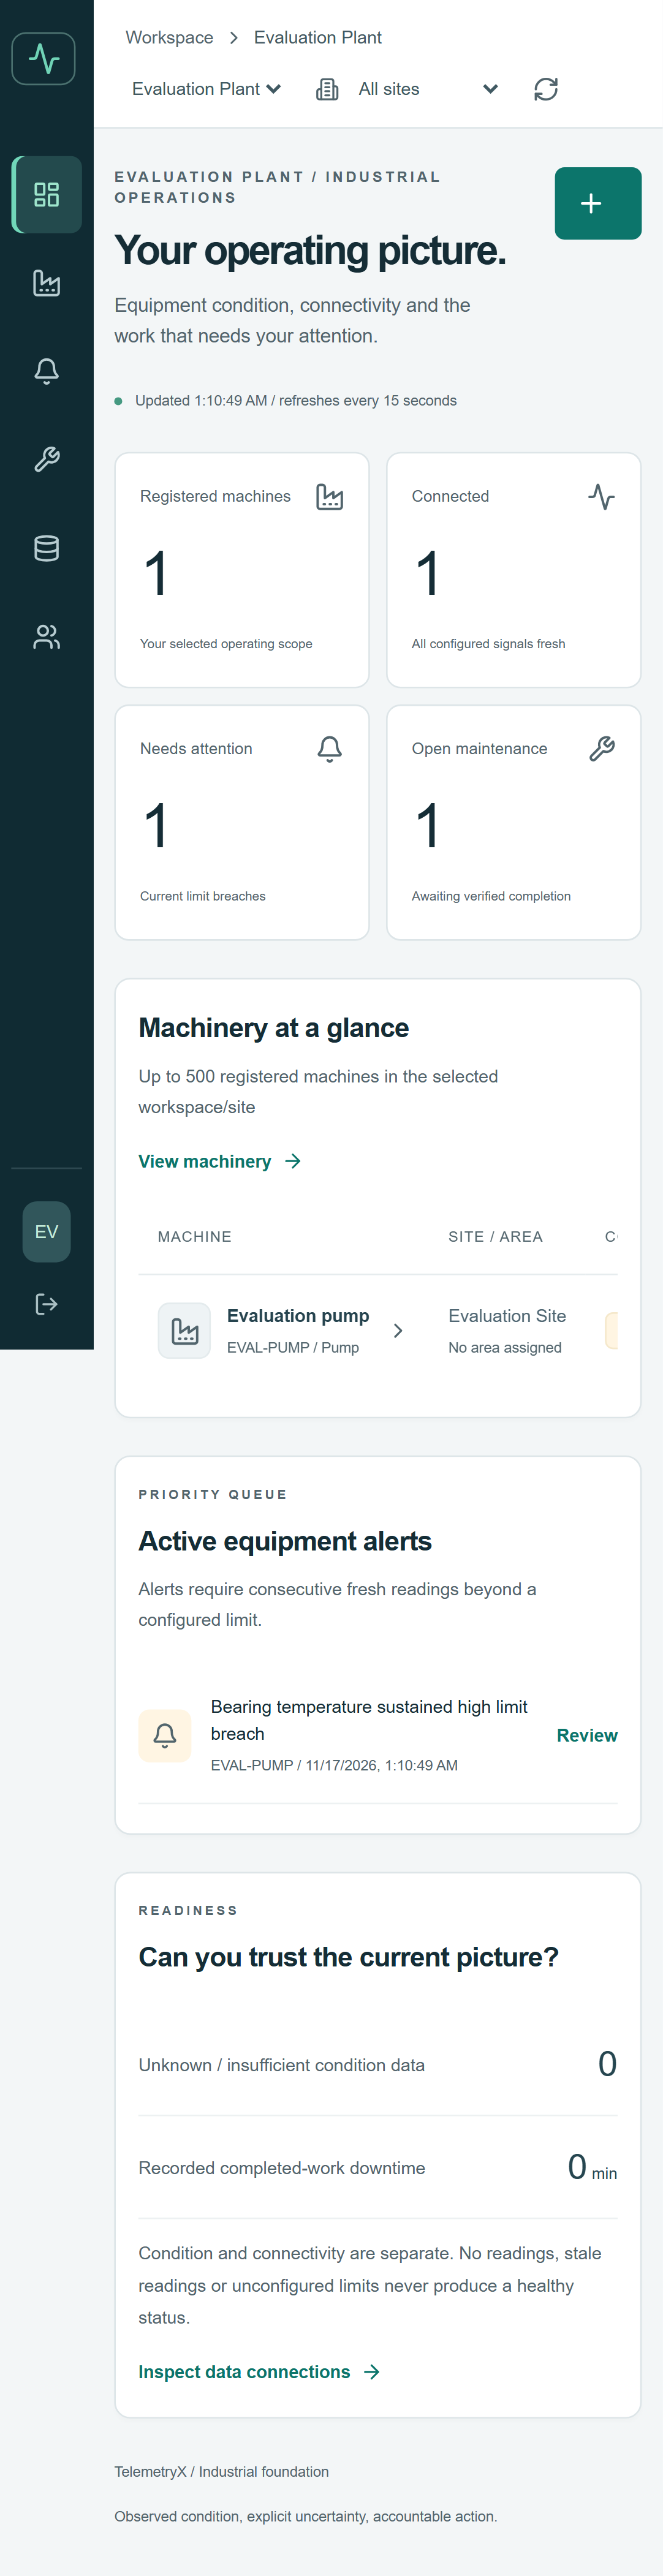 Workspace > Evaluation Plant
Evaluation Plant
All sites
EVALUATION PLANT / INDUSTRIAL
OPERATIONS
Your operating picture.
Equipment condition, connectivity and the
work that needs your attention.
Updated 1:10:49 AM / refreshes every 15 seconds
Registered machines
1
Your selected operating scope
Connected
1
All configured signals fresh
Needs attention
1
Current limit breaches
Open maintenance
1
Awaiting verified completion
Machinery at a glance
Up to 500 registered machines in the selected
workspace/site
View machinery
MACHINE SITE / AREA
Evaluation pump
EVAL-PUMP / Pump
Evaluation Site
No area assigned
PRIORITY QUEUE
Active equipment alerts
Alerts require consecutive fresh readings beyond a
configured limit.
Bearing temperature sustained high limit
breach
EVAL-PUMP / 11/17/2026, 1:10:49 AM
Review
READINESS
Can you trust the current picture?
Unknown / insufficient condition data 0
Recorded completed-work downtime 0 min
Condition and connectivity are separate. No readings, stale
readings or unconfigured limits never produce a healthy
status.
Inspect data connections
EV
TelemetryX / Industrial foundation
Observed condition, explicit uncertainty, accountable action.